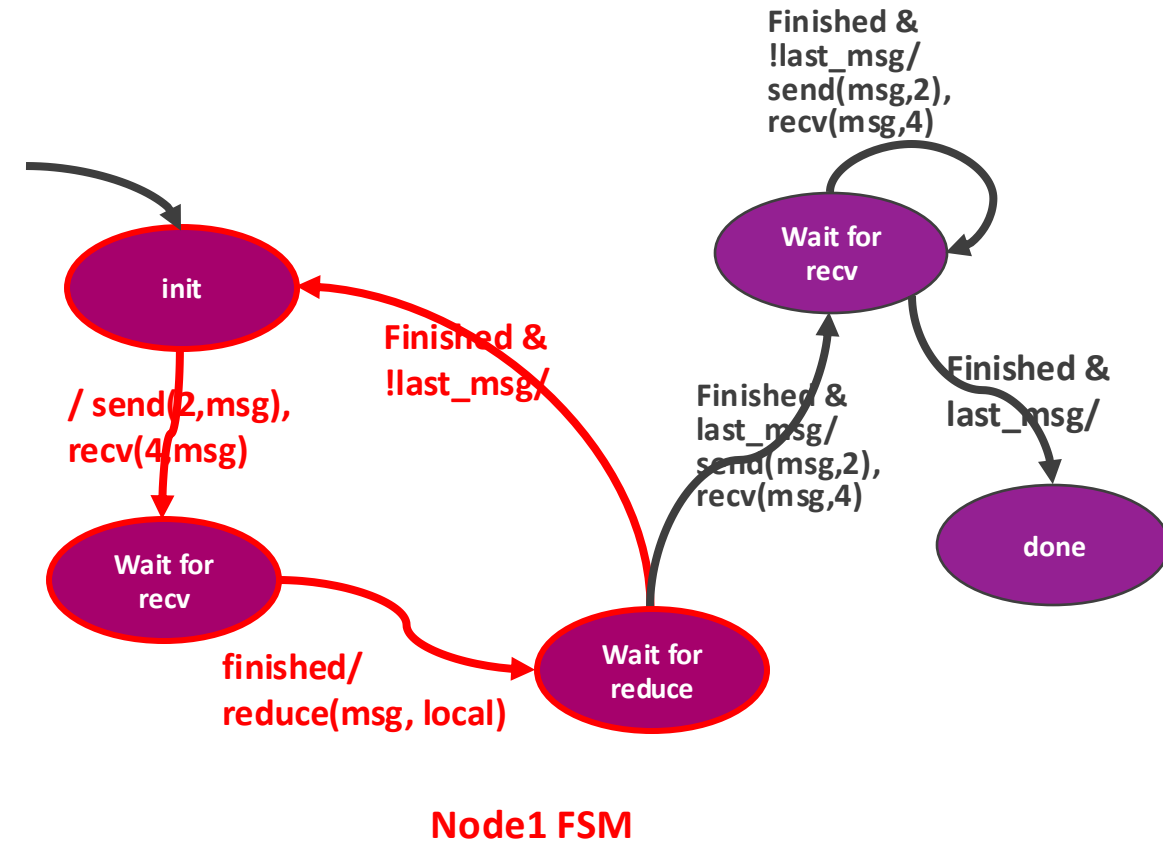 Finished &
!last_msg/
send(msg,2),
recv(msg,4)
Wait for
recv
init
Finished &
!last_msg/
/ send(2,msg),
recv(4,msg)
Finished &
last_msg/
send(msg,2),
recv(msg,4)
Finished &
last_msg/
Wait for
recv
done
finished/
reduce(msg, local)
Wait for
reduce
Node1 FSM